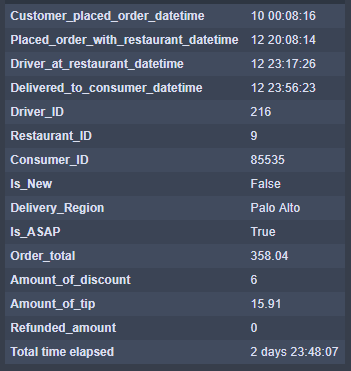 Customer_placed_order_datetime 10 00:08:16
Placed_order_with_restaurant_datetime 12 20:08:14
Driver_at_restaurant_datetime 12 23:17:26
Delivered_to_consumer_datetime 12 23:56:23
Driver_ID 216
Restaurant_ID 9
Consumer_ID 85535
Is_New False
Delivery_Region Palo Alto
Is_ASAP True
Order_total 358.04
Amount_of_discount 6
Amount_of_tip 15.91
Refunded_amount 0
Total time elapsed 2 days 23:48:07